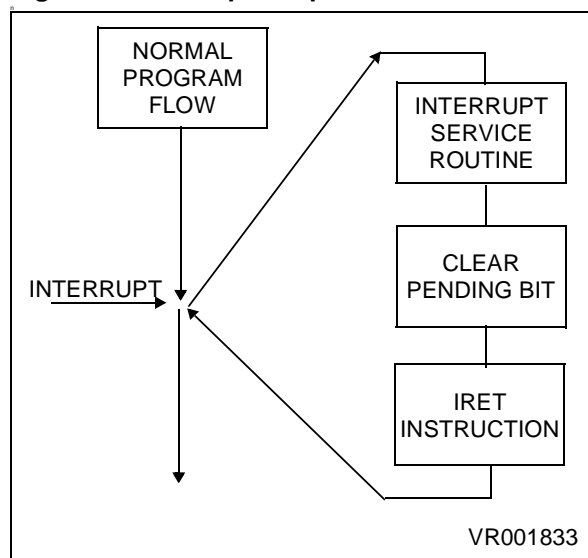 NORMAL
PROGRAM
FLOW
INTERRUPT
SERVICE
ROUTINE
INTERRUPT
CLEAR
PENDING BIT
IRET
INSTRUCTION
VR001833